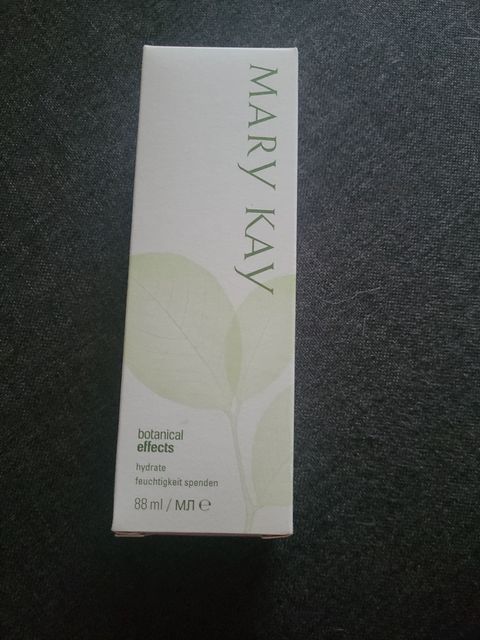 MARY KAY
botanical
effects
hydrate
feuchtigkeit spenden
88 ml / МЛ ℮